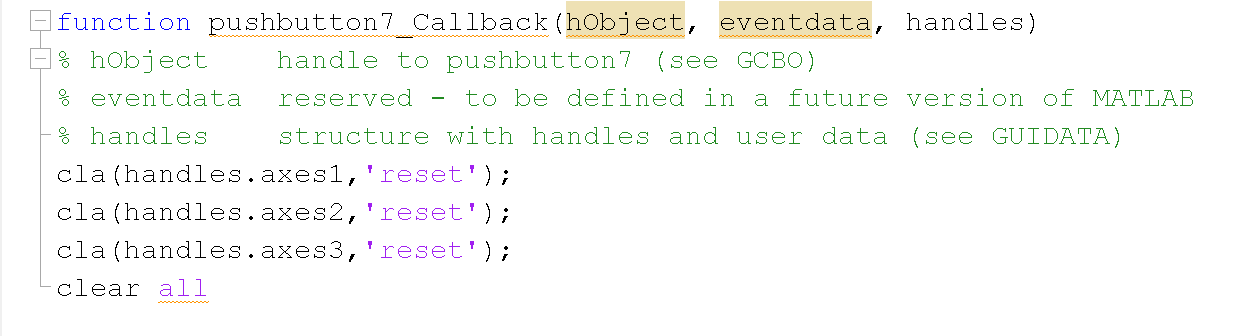 function pushbutton7_Callback(hObject, eventdata, handles)
% hObject    handle to pushbutton7 (see GCBO)
% eventdata  reserved - to be defined in a future version of MATLAB
% handles    structure with handles and user data (see GUIDATA)
cla(handles.axes1,'reset');
cla(handles.axes2,'reset');
cla(handles.axes3,'reset');
clear all